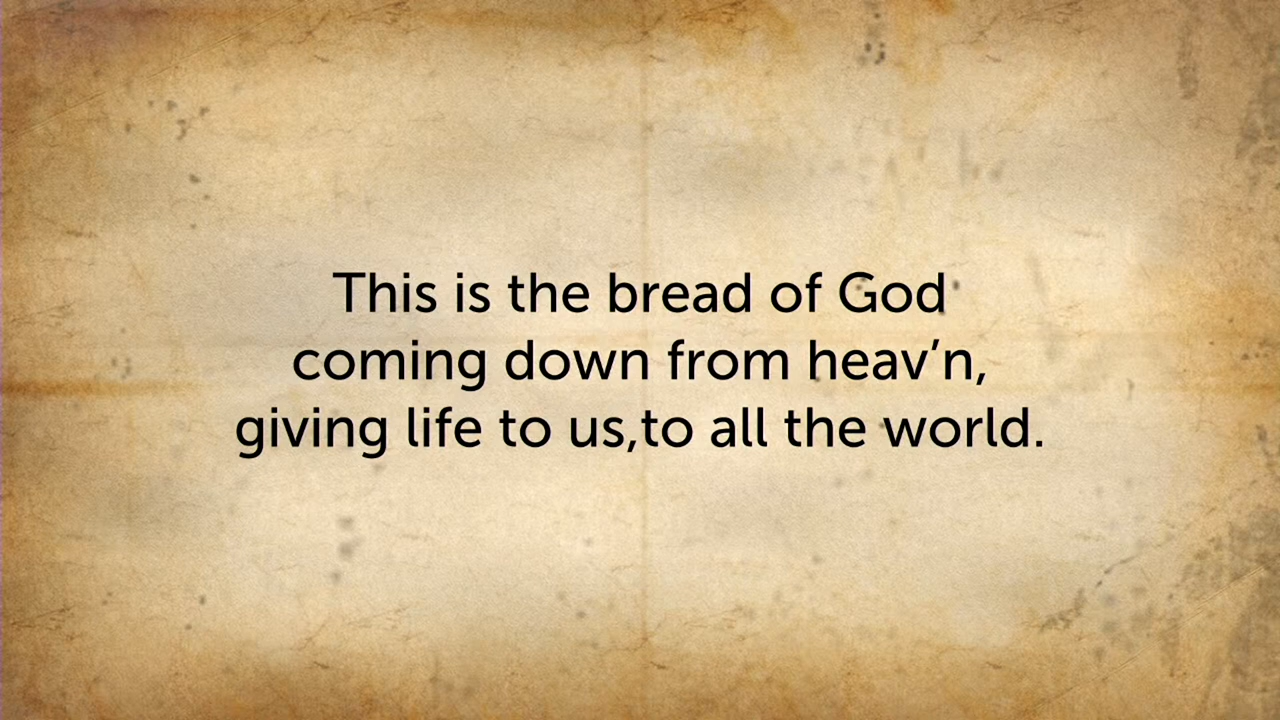 This is the bread of God
coming down from heav’n,
giving life to us,to all the world.